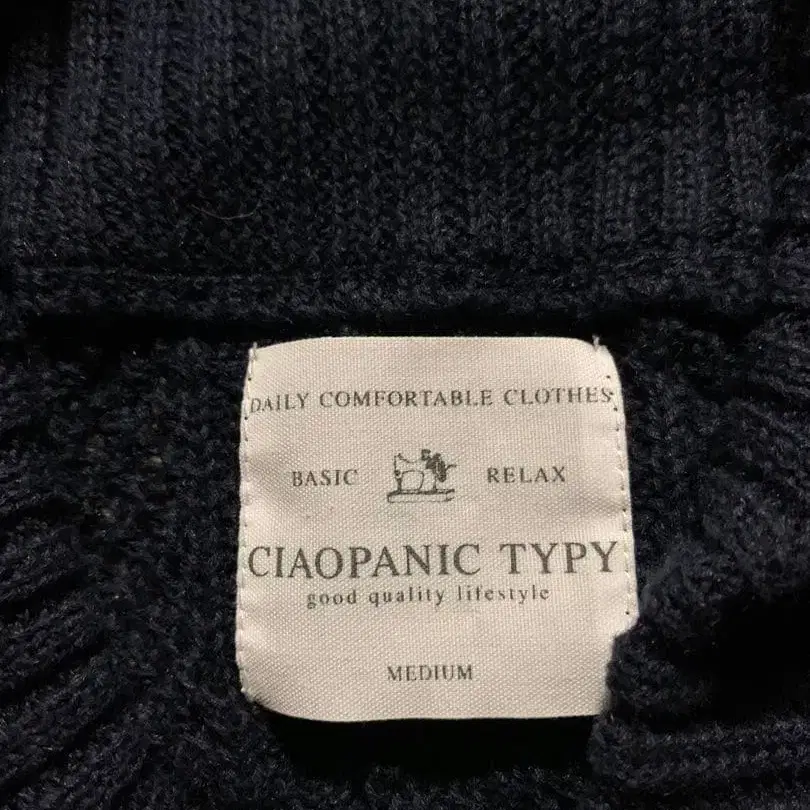 DAILY COMFORTABLE CLOTHES
BASIC RELAX
CIAOPANIC TYPY
good quality lifestyle
MEDIUM